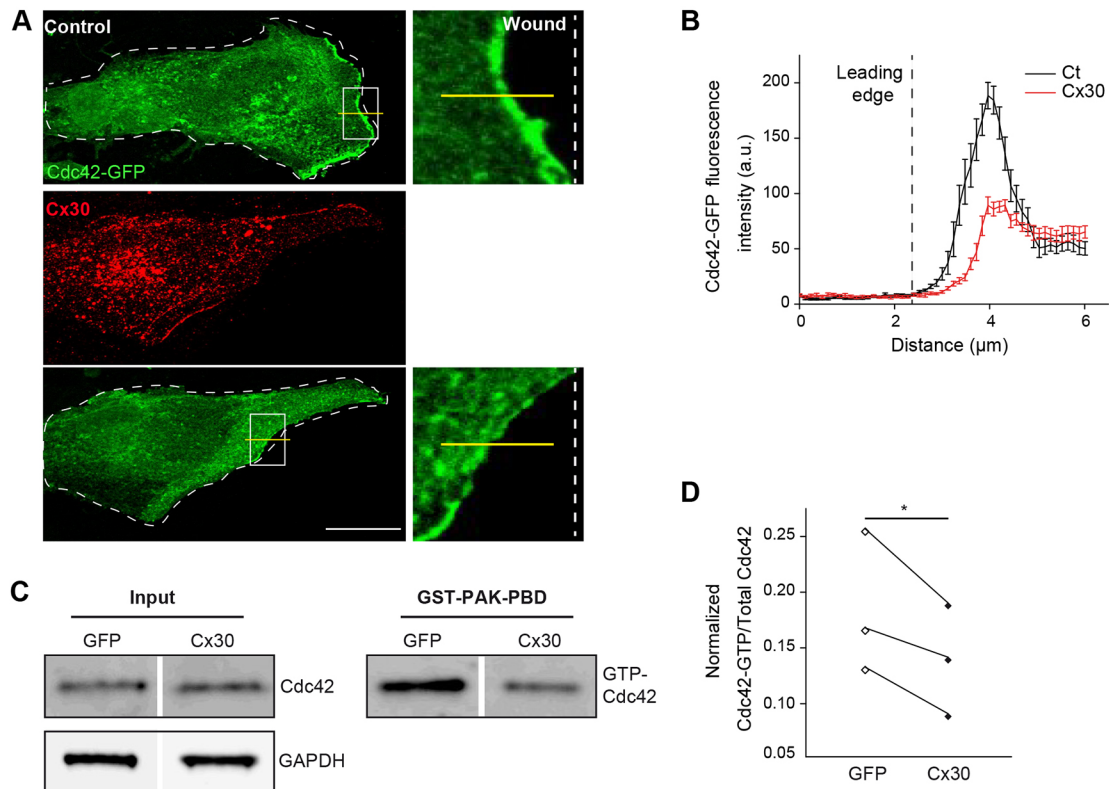 A
Control
Wound
Cdc42-GFP
Cx30
B
Cdc42-GFP fluorescence
intensity (a.u.)
200
150
100
50
0
Leading
edge
Ct
Cx30
0
2
4
6
Distance (µm)
C
Input
GST-PAK-PBD
GFP
Cx30
GFP
Cx30
Cdc42
GTP-
Cdc42
GAPDH
D
Normalized
Cdc42-GTP/Total Cdc42
*
0.25
0.20
0.15
0.10
0.05
GFP
Cx30